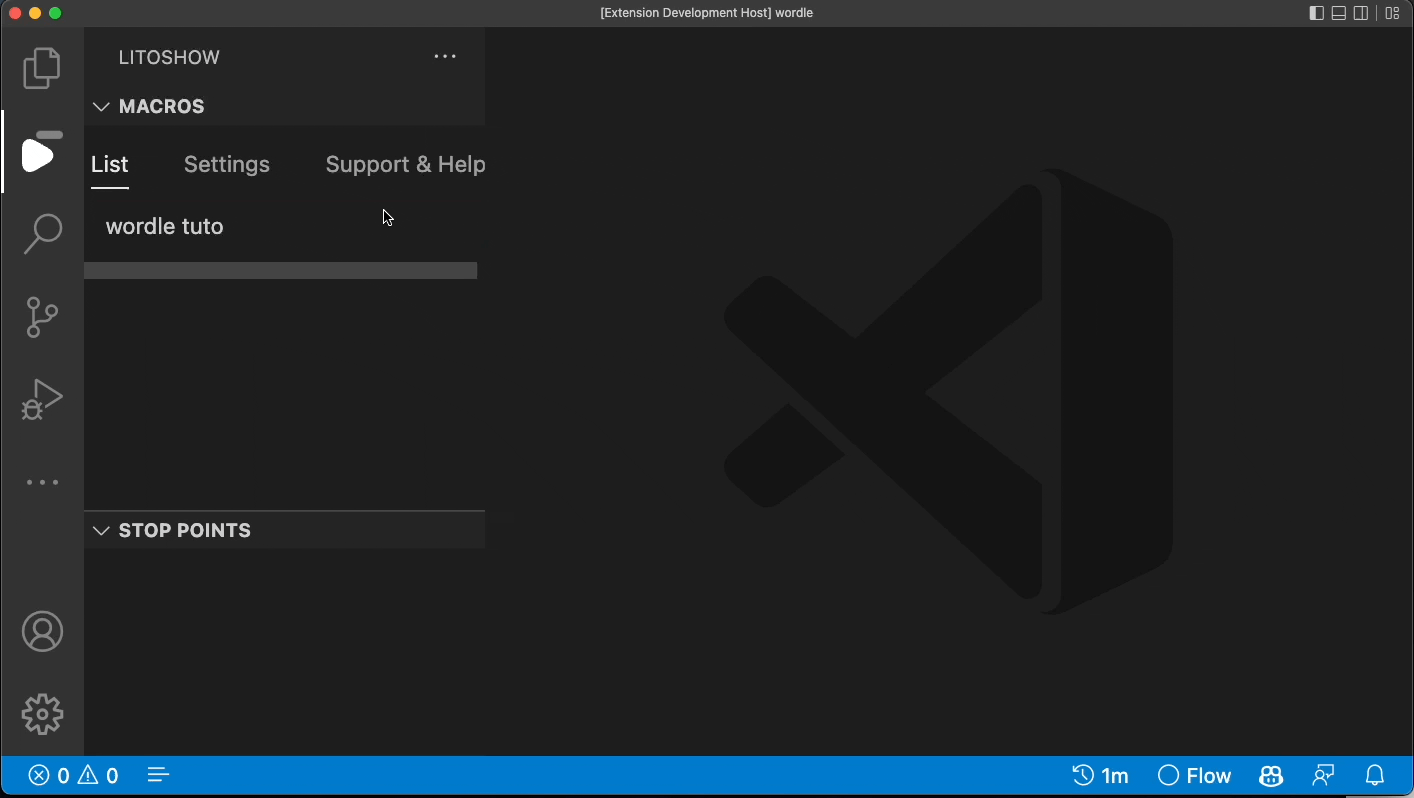 [Extension Development Host] wordle
LITOSHOW
MACROS
List Settings Support & Help
wordle tuto
STOP POINTS
0 0 1m Flow